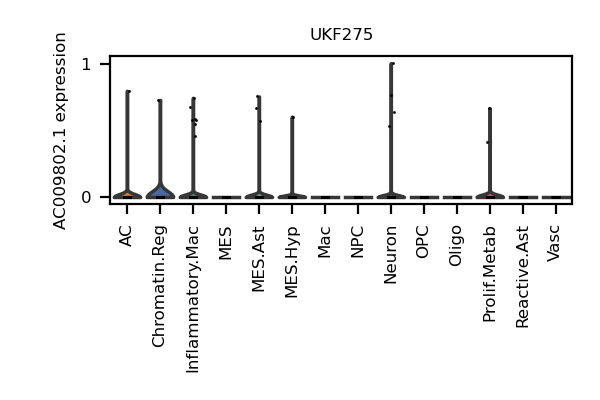 UKF275
AC009802.1 expression
1
0
AC
Chromatin.Reg
Inflammatory.Mac
MES
MES.Ast
MES.Hyp
Mac
NPC
Neuron
OPC
Oligo
Prolif.Metab
Reactive.Ast
Vasc